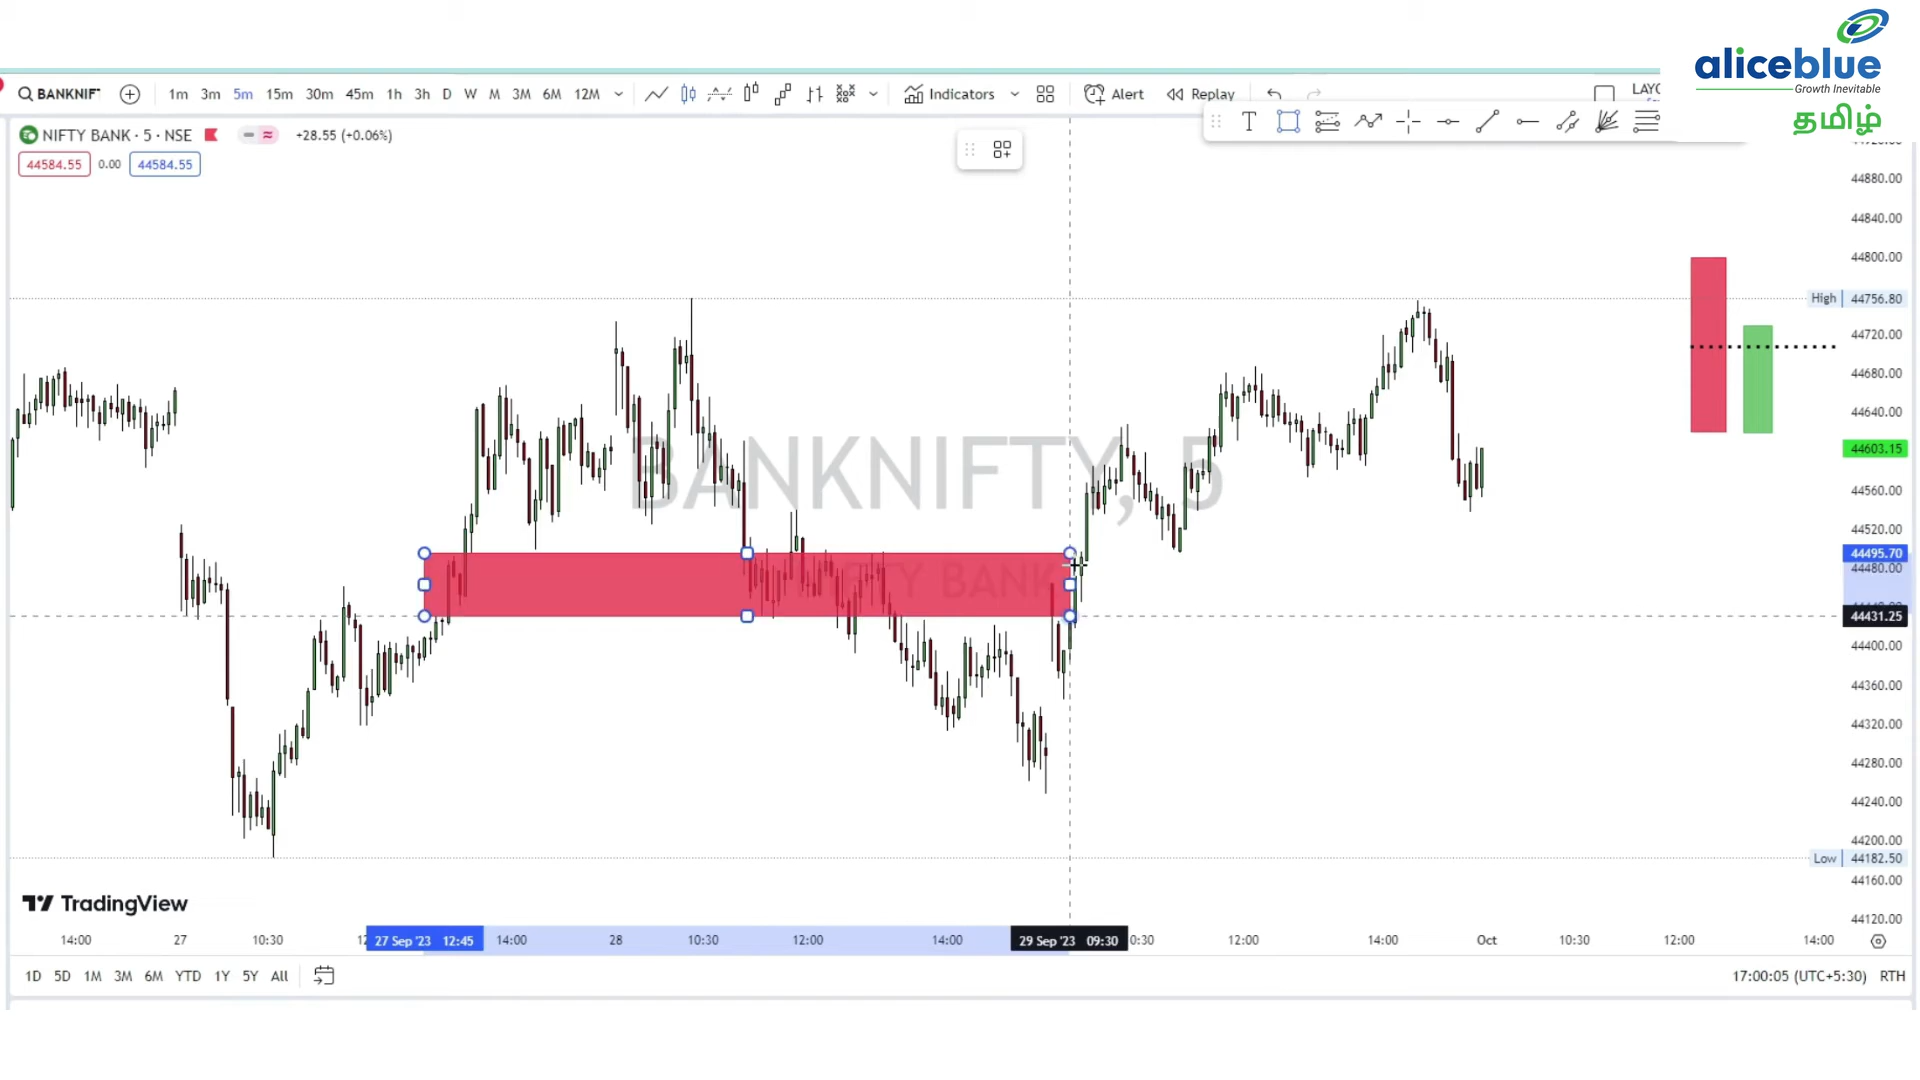 aliceblue
Growth Inevitable
தமிழ்
BANKNIFT 1m 3m 5m 15m 30m 45m 1h 3h D W M 3M 6M 12M Indicators Alert Replay LAYO
NIFTY BANK · 5 · NSE +28.55 (+0.06%)
44584.55 0.00 44584.55
44880.00
44840.00
44800.00
High 44756.80
44720.00
44680.00
44640.00
44603.15
BANKNIFTY, 5
44560.00
44520.00
44495.70
44480.00
NIFTY BANK
44431.25
44400.00
44360.00
44320.00
44280.00
44240.00
44200.00
Low 44182.50
44160.00
TradingView
44120.00
14:00 27 10:30 27 Sep '23 12:45 14:00 28 10:30 12:00 14:00 29 Sep '23 09:30 0:30 12:00 14:00 Oct 10:30 12:00 14:00
1D 5D 1M 3M 6M YTD 1Y 5Y All 17:00:05 (UTC+5:30) RTH